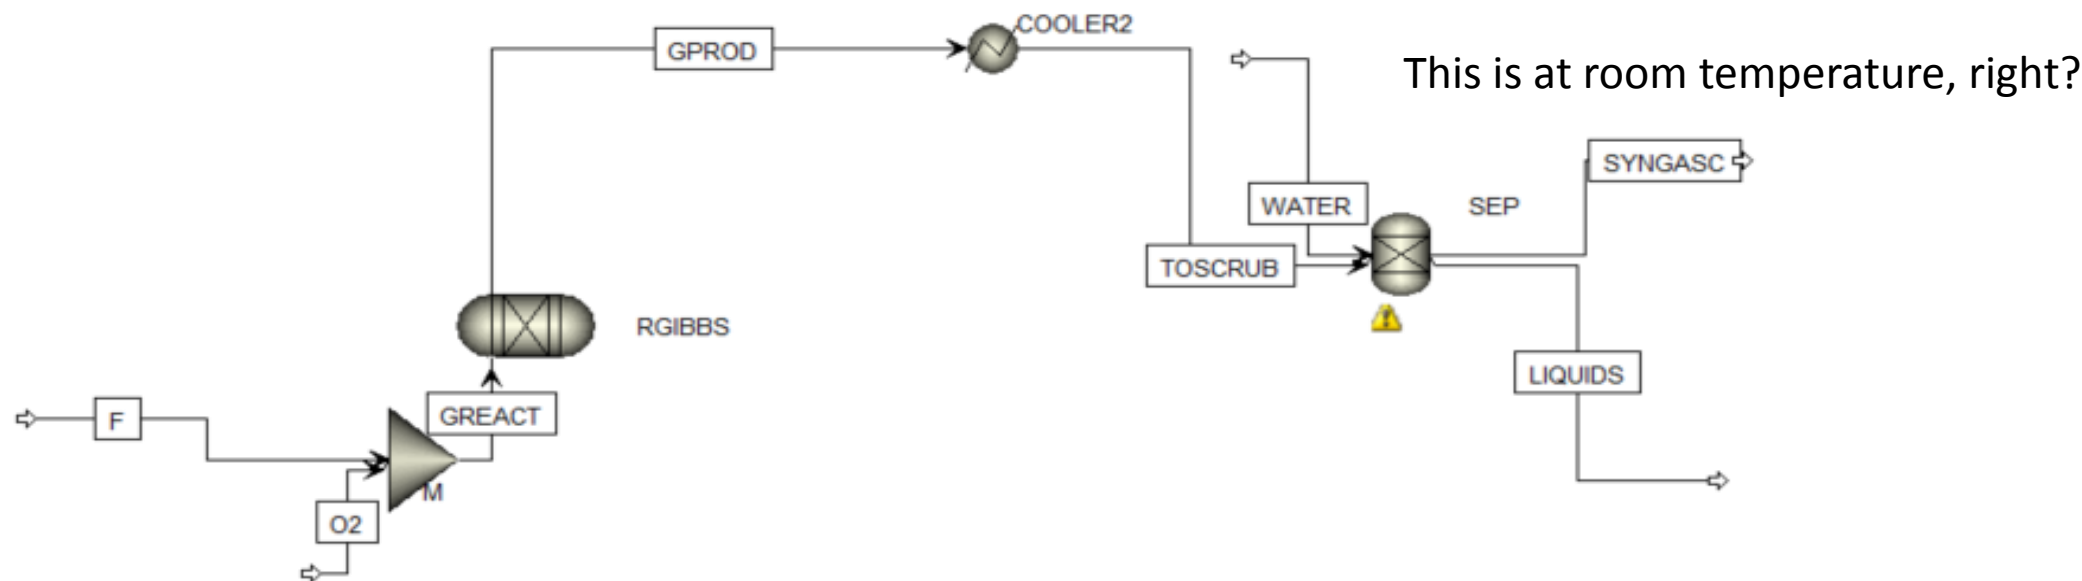 COOLER2
GPROD
This is at room temperature, right?
SYNGASC
WATER
SEP
TOSCRUB
RGIBBS
LIQUIDS
GREACT
F
M
O2